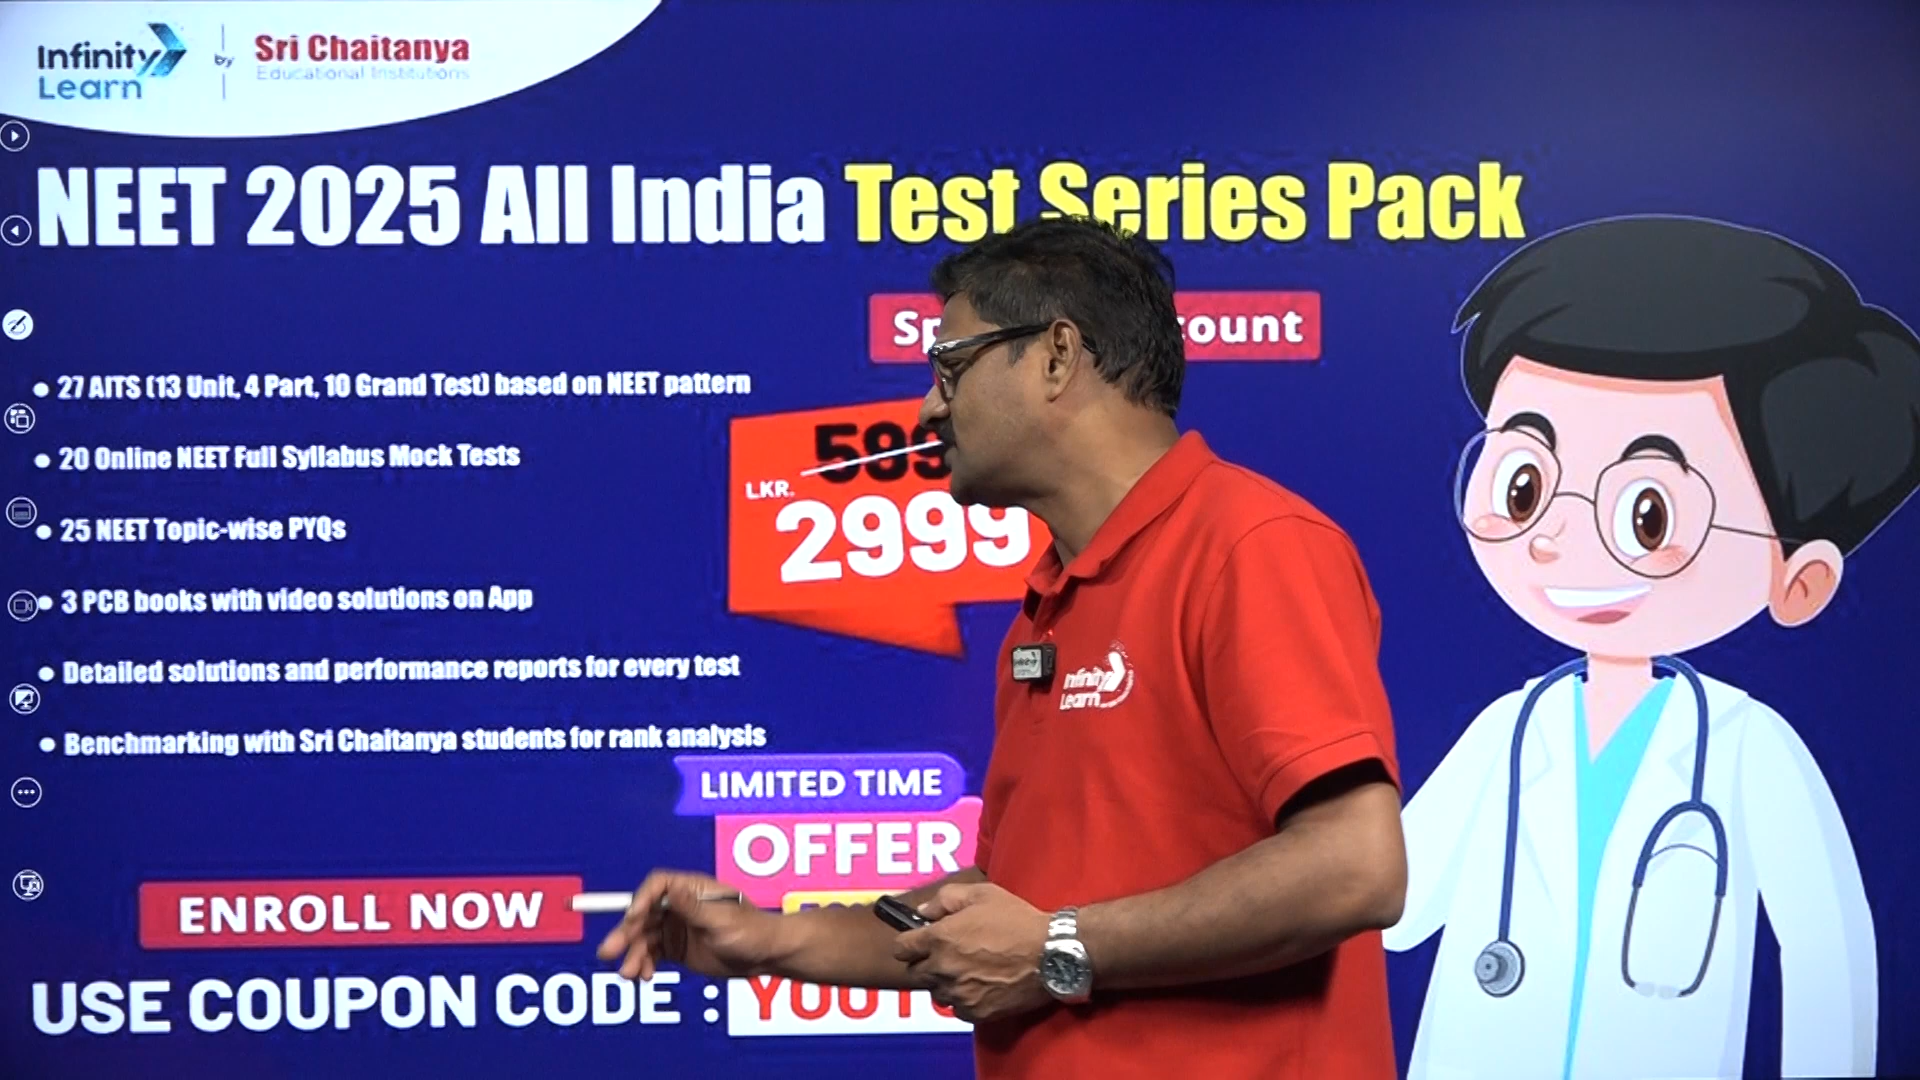 Infinity
Learn
by
Sri Chaitanya
Educational Institutions
NEET 2025 All India Test Series Pack
27 AITS (13 Unit, 4 Part, 10 Grand Test) based on NEET pattern
20 Online NEET Full Syllabus Mock Tests
25 NEET Topic-wise PYQs
3 PCB books with video solutions on App
Detailed solutions and performance reports for every test
Benchmarking with Sri Chaitanya students for rank analysis
LKR.
2999
LIMITED TIME
OFFER
ENROLL NOW
USE COUPON CODE :
Infinity
Learn